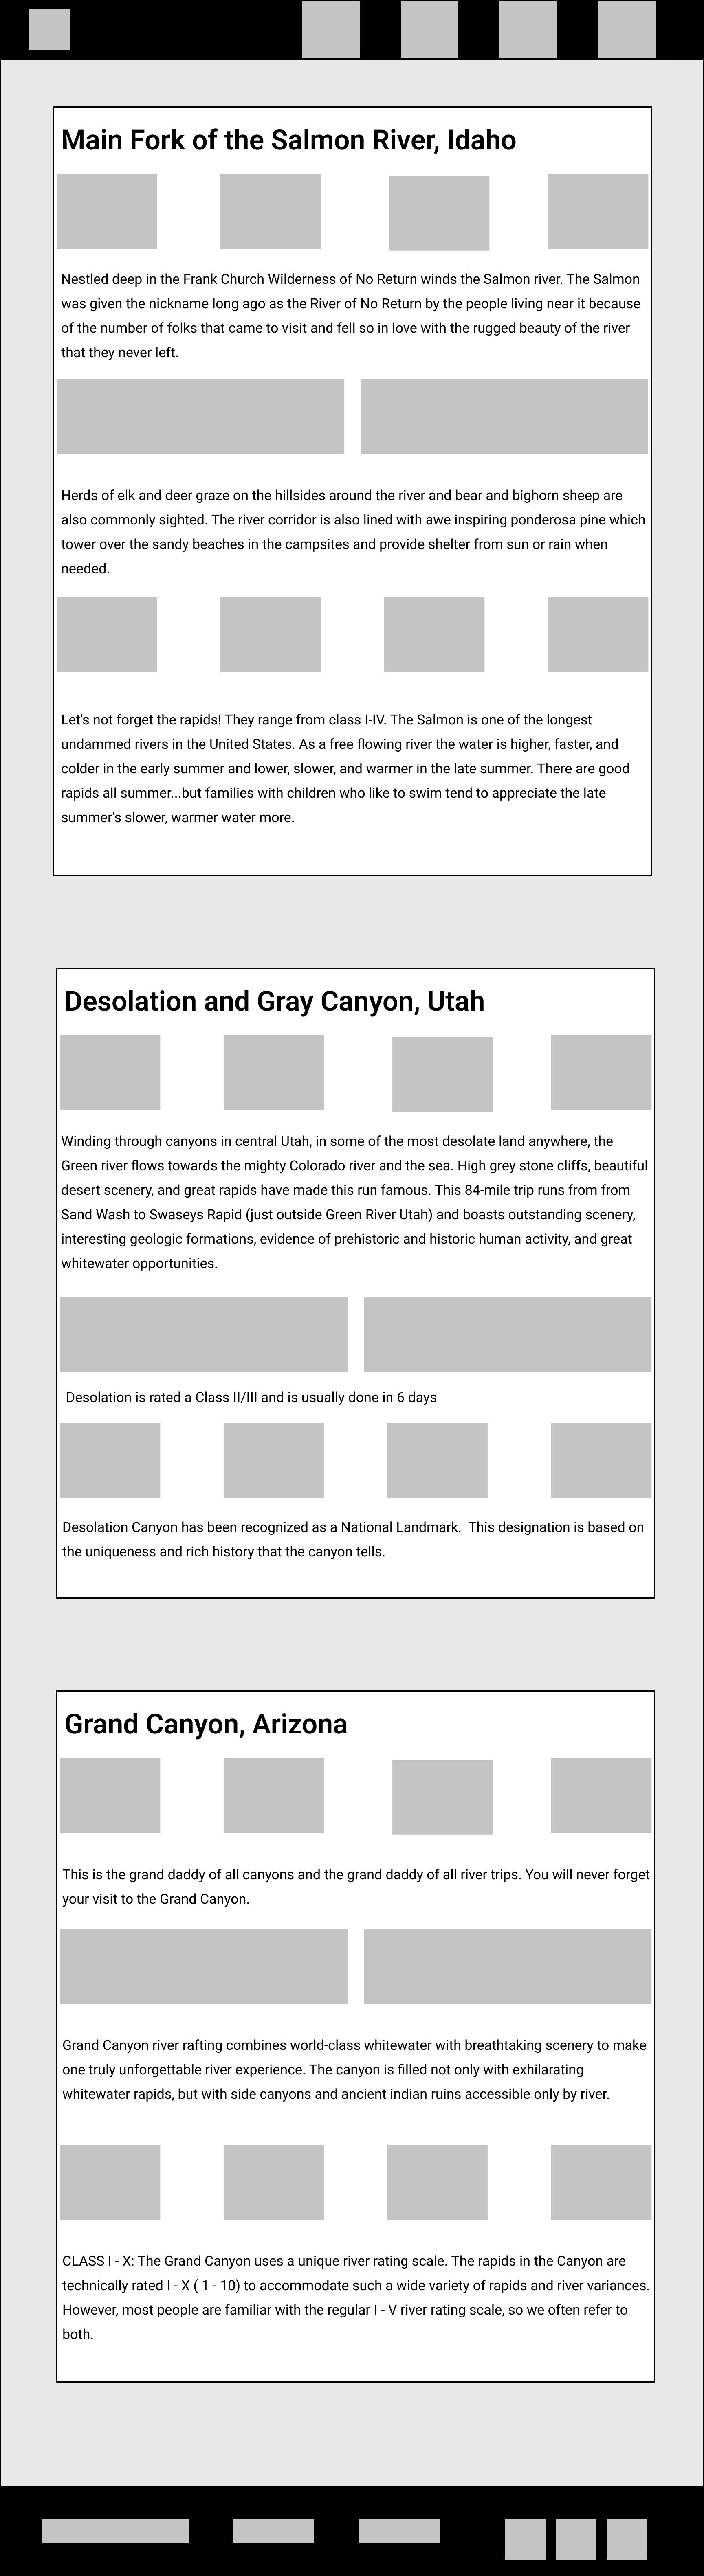 Main Fork of the Salmon River, Idaho
Nestled deep in the Frank Church Wilderness of No Return winds the Salmon river. The Salmon
was given the nickname long ago as the River of No Return by the people living near it because
of the number of folks that came to visit and fell so in love with the rugged beauty of the river
that they never left.
Herds of elk and deer graze on the hillsides around the river and bear and bighorn sheep are
also commonly sighted. The river corridor is also lined with awe inspiring ponderosa pine which
tower over the sandy beaches in the campsites and provide shelter from sun or rain when
needed.
Let's not forget the rapids! They range from class I-IV. The Salmon is one of the longest
undammed rivers in the United States. As a free flowing river the water is higher, faster, and
colder in the early summer and lower, slower, and warmer in the late summer. There are good
rapids all summer...but families with children who like to swim tend to appreciate the late
summer's slower, warmer water more.
Desolation and Gray Canyon, Utah
Winding through canyons in central Utah, in some of the most desolate land anywhere, the
Green river flows towards the mighty Colorado river and the sea. High grey stone cliffs, beautiful
desert scenery, and great rapids have made this run famous. This 84-mile trip runs from from
Sand Wash to Swaseys Rapid (just outside Green River Utah) and boasts outstanding scenery,
interesting geologic formations, evidence of prehistoric and historic human activity, and great
whitewater opportunities.
Desolation is rated a Class II/III and is usually done in 6 days
Desolation Canyon has been recognized as a National Landmark.  This designation is based on
the uniqueness and rich history that the canyon tells.
Grand Canyon, Arizona
This is the grand daddy of all canyons and the grand daddy of all river trips. You will never forget
your visit to the Grand Canyon.
Grand Canyon river rafting combines world-class whitewater with breathtaking scenery to make
one truly unforgettable river experience. The canyon is filled not only with exhilarating
whitewater rapids, but with side canyons and ancient indian ruins accessible only by river.
CLASS I - X: The Grand Canyon uses a unique river rating scale. The rapids in the Canyon are
technically rated I - X ( 1 - 10) to accommodate such a wide variety of rapids and river variances.
However, most people are familiar with the regular I - V river rating scale, so we often refer to
both.